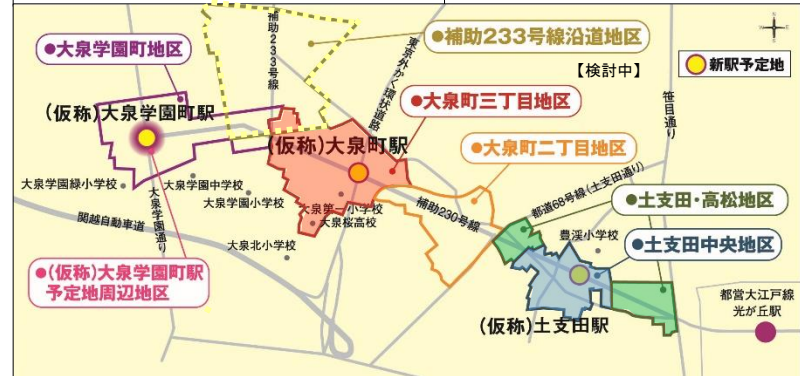 ●大泉学園町地区
補助233号線
東京外かく環状道路
●補助233号線沿道地区
【検討中】
笹目通り
新駅予定地
(仮称)大泉学園町駅
●大泉町三丁目地区
(仮称)大泉町駅
●大泉町二丁目地区
大泉学園緑小学校
大泉学園通り
大泉学園中学校
大泉学園小学校
大泉第一小学校
大泉桜高校
関越自動車道
大泉北小学校
補助230号線
都道68号線(土支田通り)
●土支田・高松地区
豊渓小学校
●土支田中央地区
●(仮称)大泉学園町駅
予定地周辺地区
(仮称)土支田駅
都営大江戸線
光が丘駅